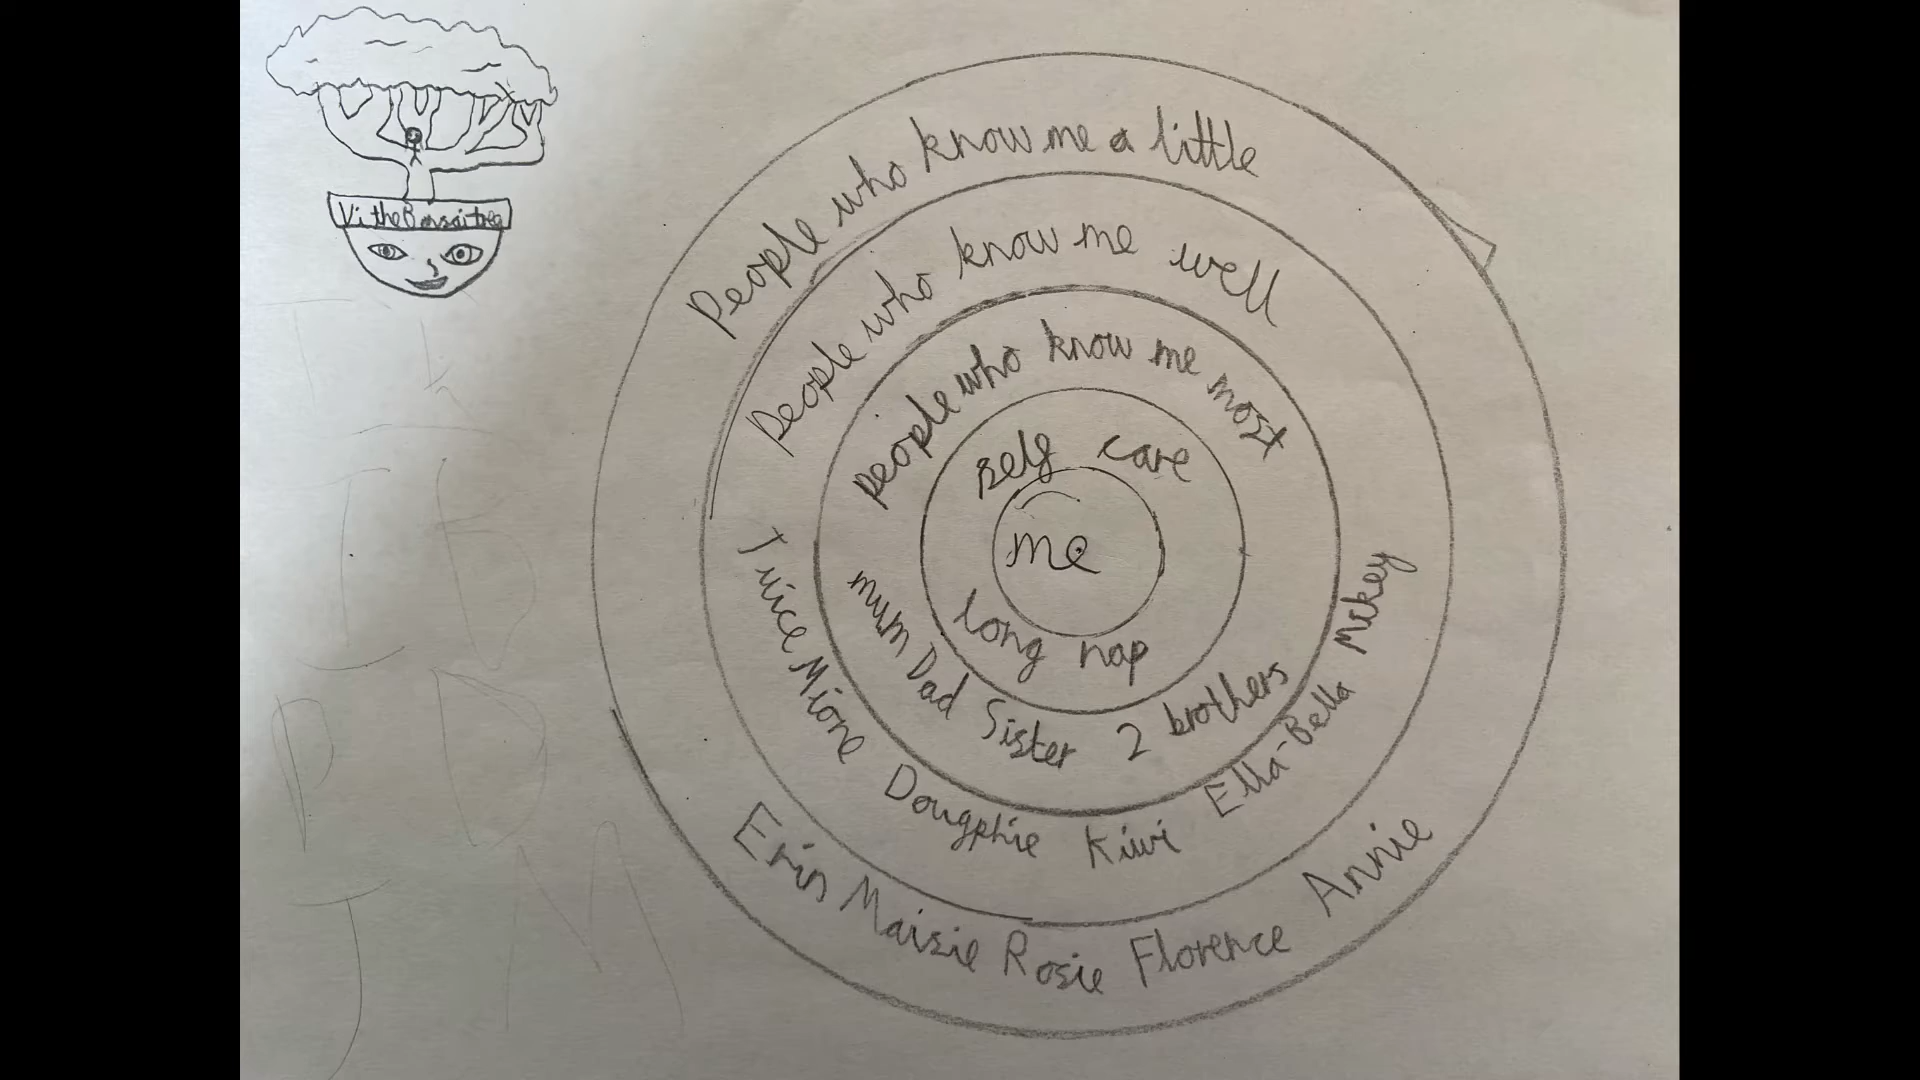 Vi the Bonsai tree
People who know me a little
People who know me well
People who know me most
self care
me
long nap
mum Dad Sister 2 brothers
Juice Mione Dougphie Kiwi Ella-Bella Mikey
Erin Maisie Rosie Florence Annie